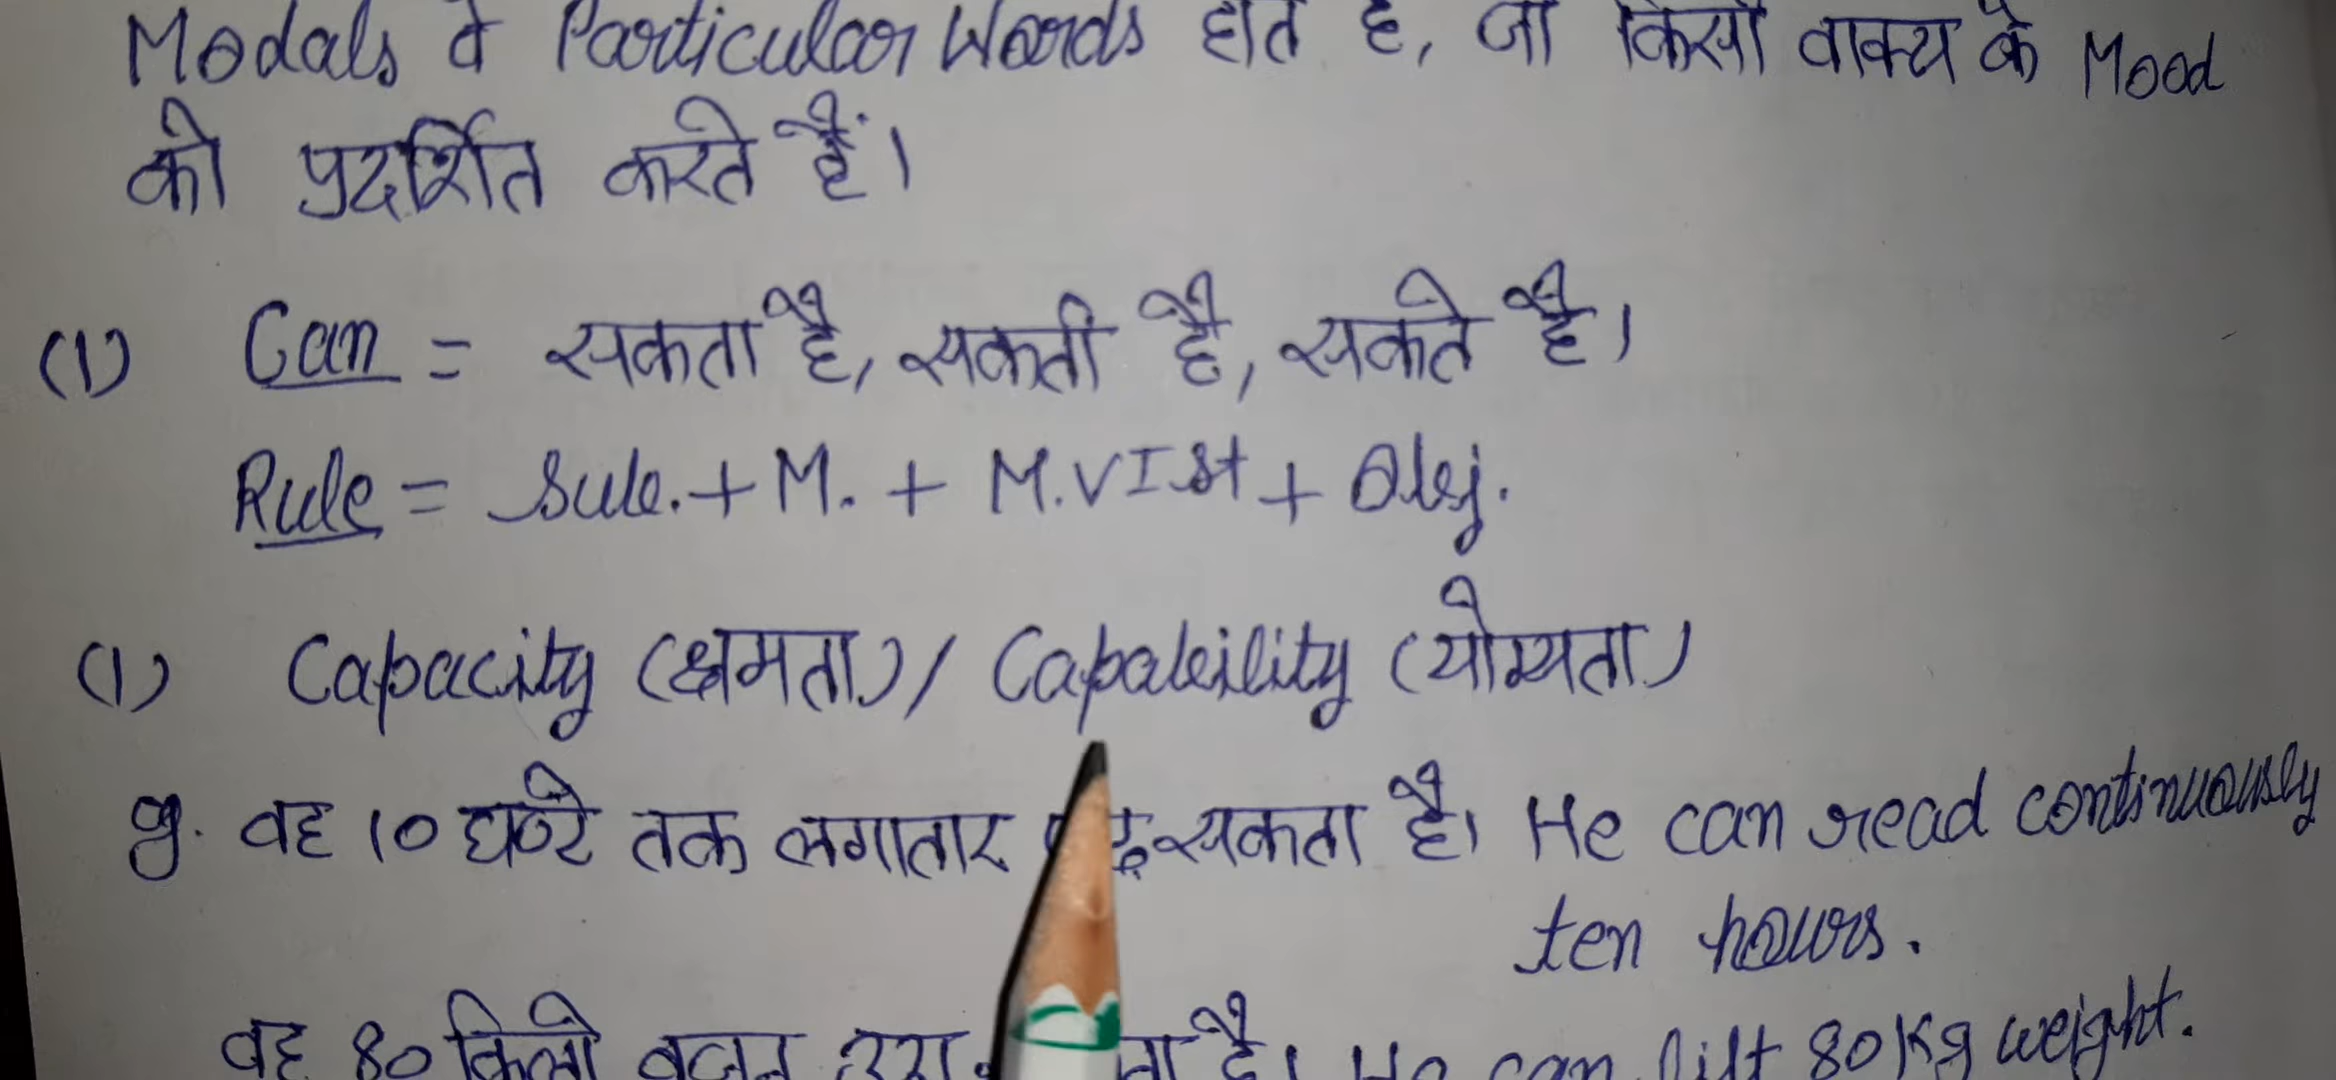 Modals वे Particular Words होते है, जो किसी वाक्य के Mood
को प्रदर्शित करते हैं।
(1) Can = सकता है, सकती है, सकते है।
Rule = Sub. + M. + M.V Ist + Obj.
(1) Capacity (क्षमता) / Capability (योग्यता)
eg. वह 10 घण्टे तक लगातार सकता है। He can read continuously
ten hours.
वह 80 किलो वजन है। He can lift 80 Kg weight.